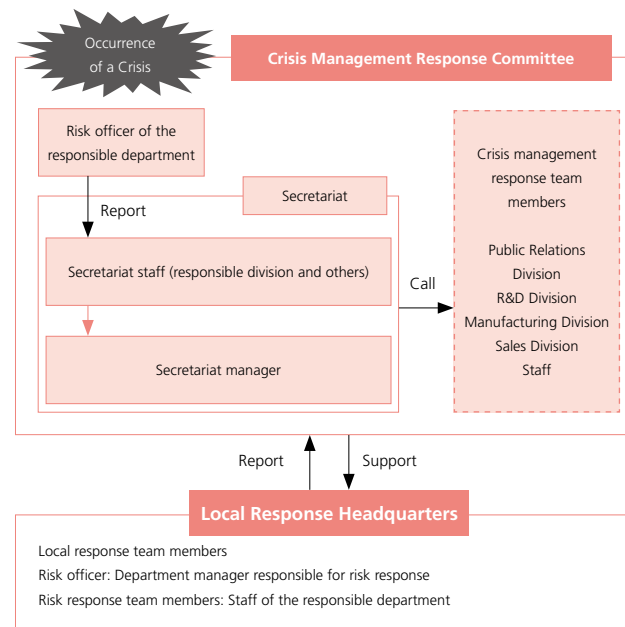 Occurrence
of a Crisis
Crisis Management Response Committee
Risk officer of the
responsible department
Report
Secretariat
Secretariat staff (responsible division and others)
Secretariat manager
Call
Crisis management
response team
members
Public Relations
Division
R&D Division
Manufacturing Division
Sales Division
Staff
Report
Support
Local Response Headquarters
Local response team members
Risk officer: Department manager responsible for risk response
Risk response team members: Staff of the responsible department